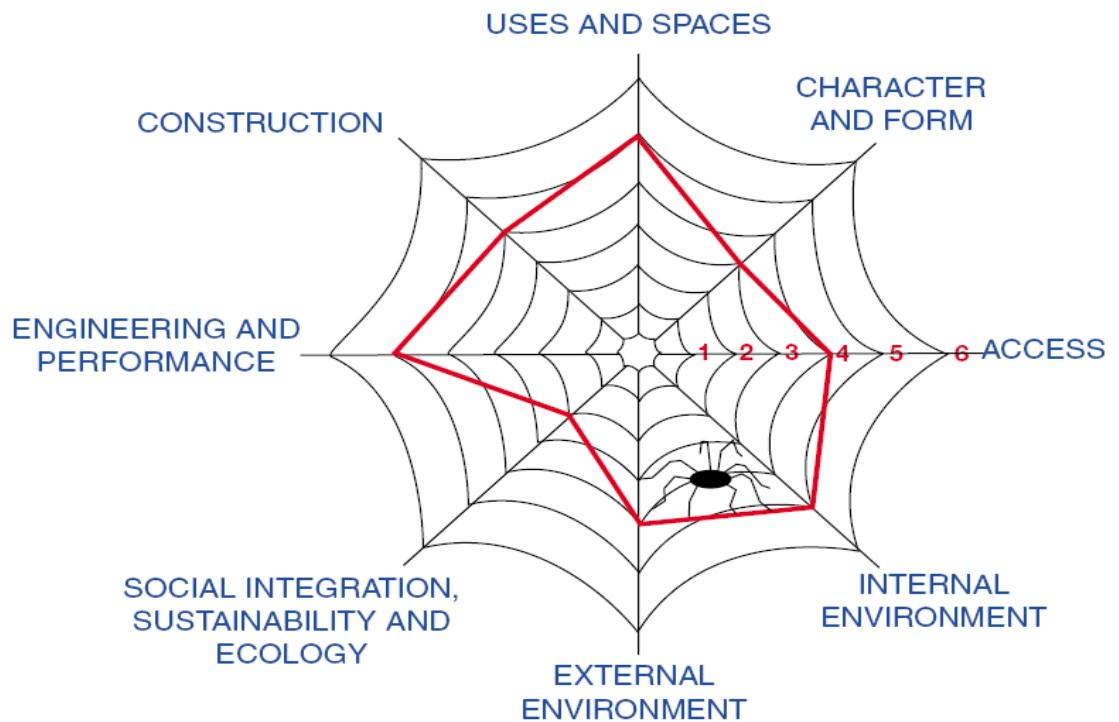 USES AND SPACES
CHARACTER
AND FORM
CONSTRUCTION
ENGINEERING AND
PERFORMANCE
1 2 3 4 5 6
ACCESS
SOCIAL INTEGRATION,
SUSTAINABILITY AND
ECOLOGY
INTERNAL
ENVIRONMENT
EXTERNAL
ENVIRONMENT